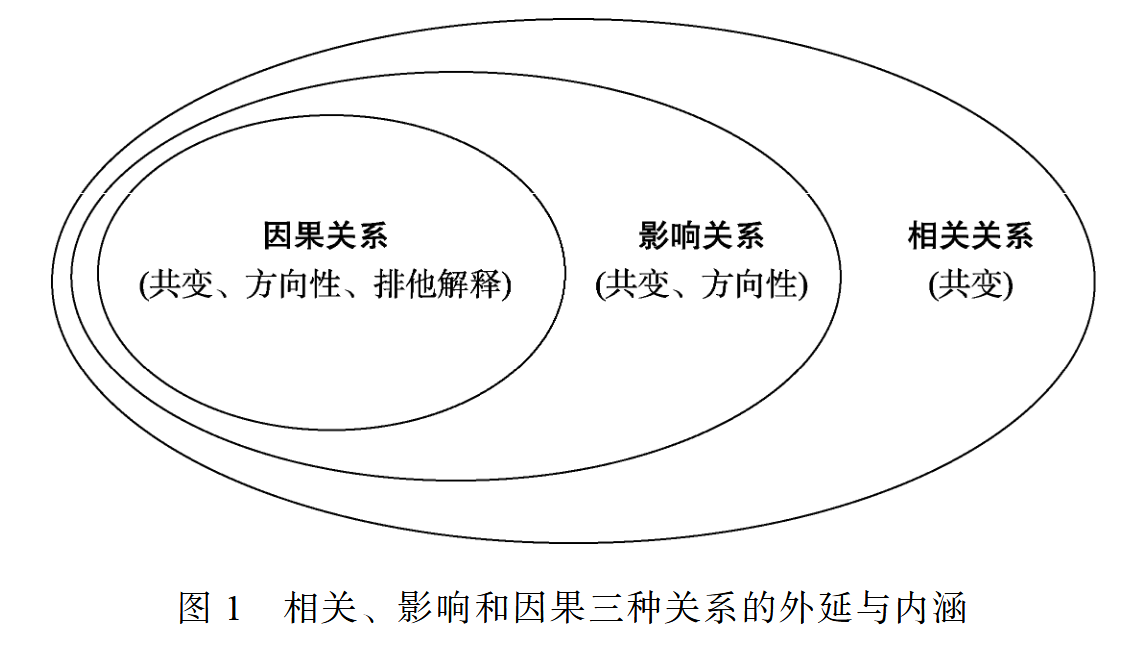 因果关系 影响关系 相关关系
(共变、方向性、排他解释) (共变、方向性) (共变)
图 1 相关、影响和因果三种关系的外延与内涵